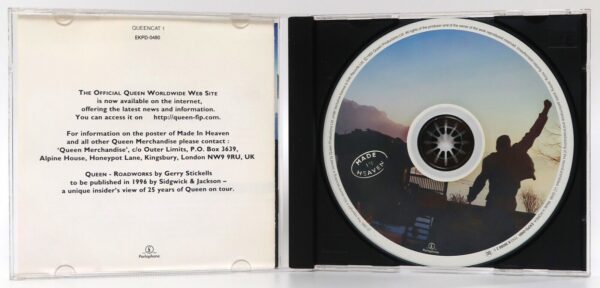 QUEENCAT 1
EKPD-0480
THE OFFICIAL QUEEN WORLDWIDE WEB SITE
is now available on the internet,
offering the latest news and information.
You can access it on http://queen-fip.com.
For information on the poster of Made In Heaven
and all other Queen Merchandise please contact :
'Queen Merchandise', c/o Outer Limits, P.O. Box 3639,
Alpine House, Honeypot Lane, Kingsbury, London NW9 9RU, UK
QUEEN - ROADWORKS by Gerry Stickells
to be published in 1996 by Sidgwick & Jackson –
a unique insider's view of 25 years of Queen on tour.
Parlophone
MADE
IN
HEAVEN
Parlophone